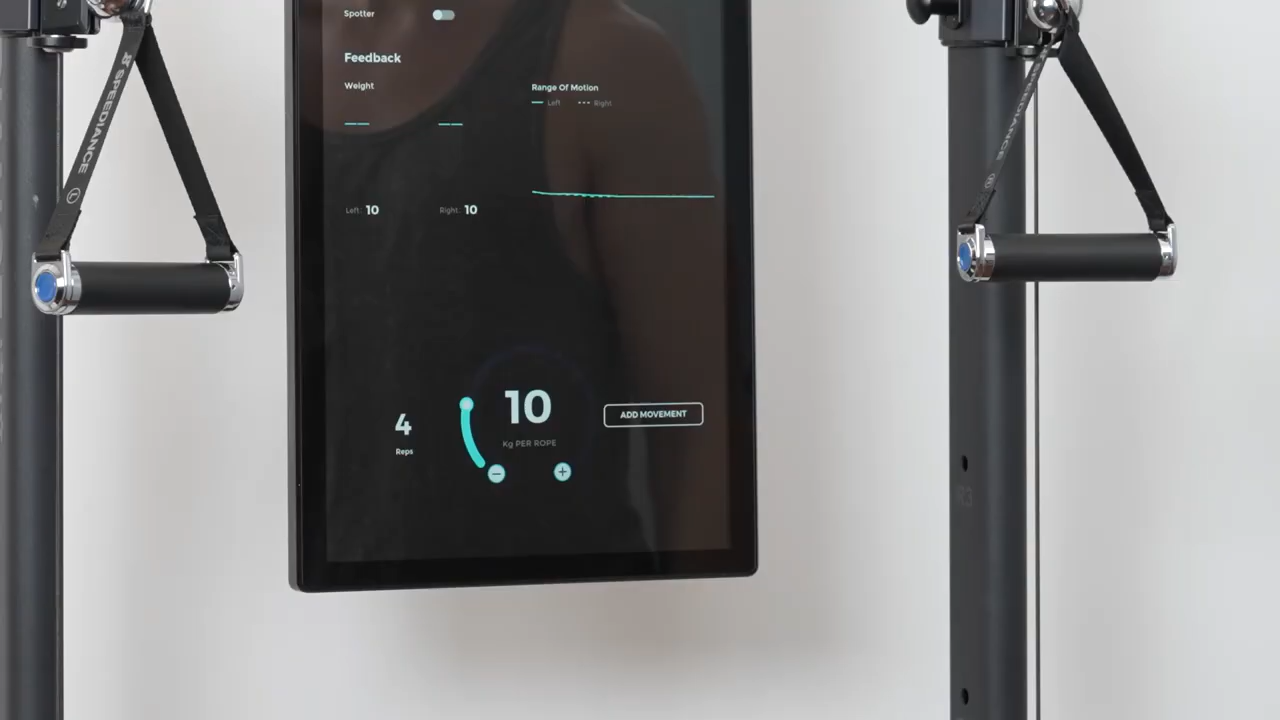 Spotter
Feedback
Weight
Range Of Motion
Left
Right
Left: 10
Right: 10
4
Reps
10
Kg PER ROPE
ADD MOVEMENT
SPEEDIANCE
L
SPEEDIANCE
R